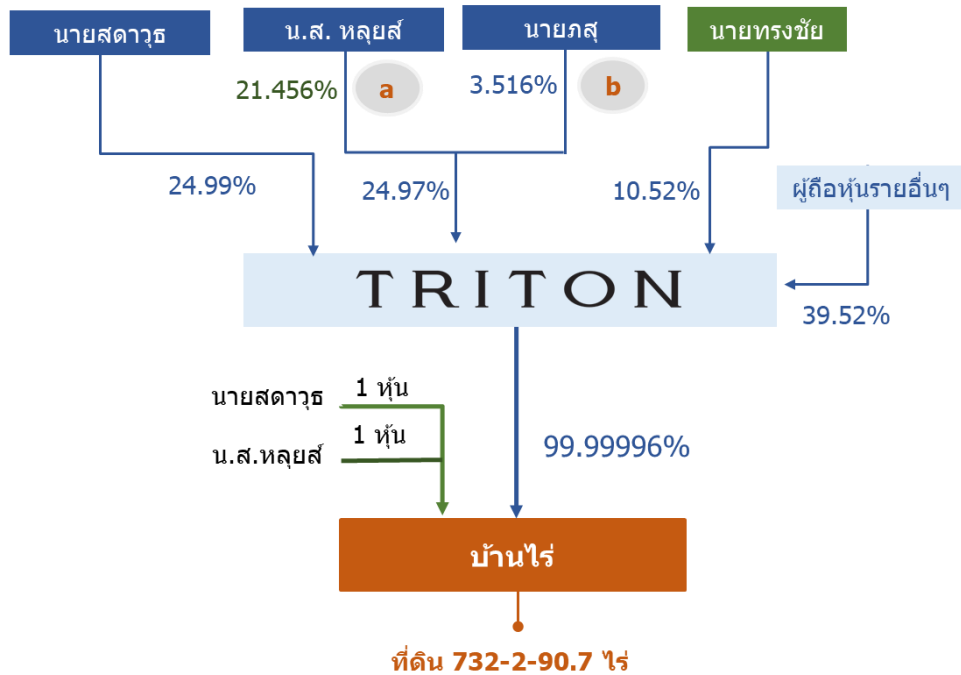 นายสดาวุธ
น.ส. หลุยส์
นายภสุ
นายทรงชัย
21.456%
a
3.516%
b
24.99%
24.97%
10.52%
ผู้ถือหุ้นรายอื่นๆ
TRITON
39.52%
นายสดาวุธ
1 หุ้น
น.ส.หลุยส์
1 หุ้น
99.99996%
บ้านไร่
ที่ดิน 732-2-90.7 ไร่